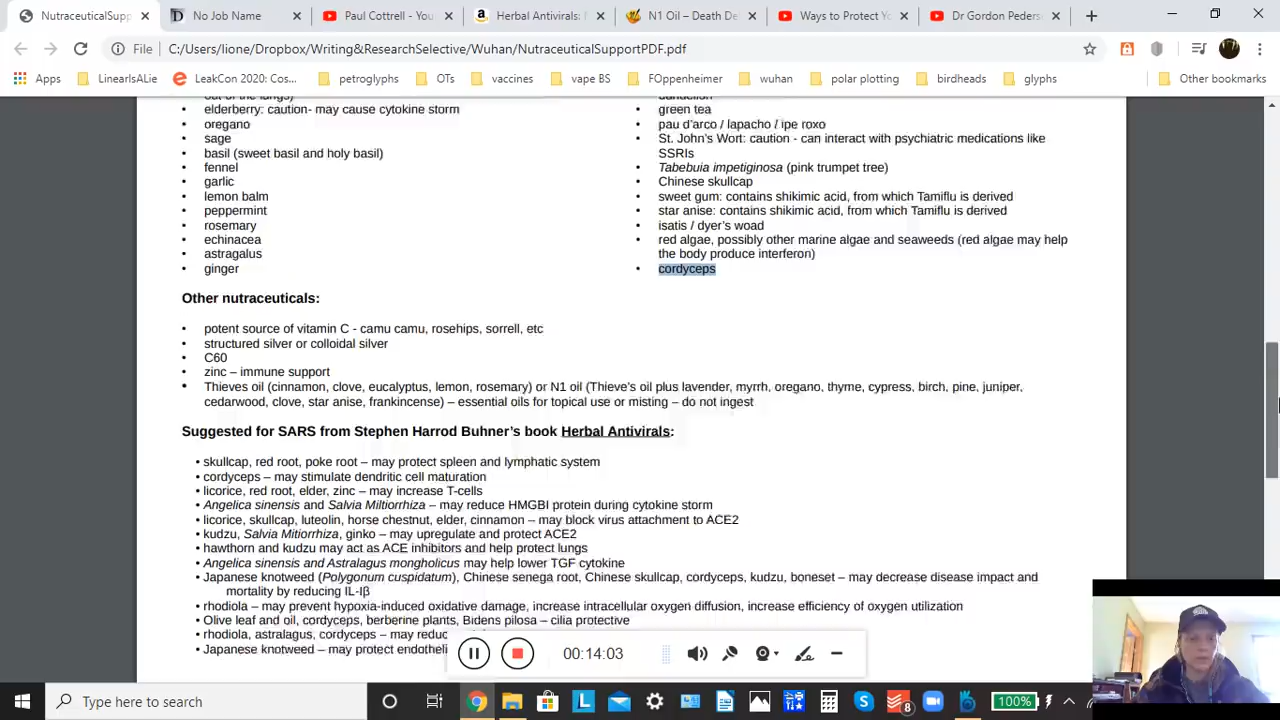 NutraceuticalSupp
No Job Name
Paul Cottrell - You
Herbal Antivirals: 
N1 Oil – Death De
Ways to Protect Yo
Dr Gordon Peders
File
C:/Users/lione/Dropbox/Writing&ResearchSelective/Wuhan/NutraceuticalSupportPDF.pdf
Apps
LinearIsALie
LeakCon 2020: Cos...
petroglyphs
OTs
vaccines
vape BS
FOppenheimer
wuhan
polar plotting
birdheads
glyphs
Other bookmarks
out of the lungs)
• elderberry: caution- may cause cytokine storm
• oregano
• sage
• basil (sweet basil and holy basil)
• fennel
• garlic
• lemon balm
• peppermint
• rosemary
• echinacea
• astragalus
• ginger
dandelion
• green tea
• pau d'arco / lapacho / ipe roxo
• St. John's Wort: caution - can interact with psychiatric medications like
SSRIs
• Tabebuia impetiginosa (pink trumpet tree)
• Chinese skullcap
• sweet gum: contains shikimic acid, from which Tamiflu is derived
• star anise: contains shikimic acid, from which Tamiflu is derived
• isatis / dyer's woad
• red algae, possibly other marine algae and seaweeds (red algae may help
the body produce interferon)
• cordyceps
Other nutraceuticals:
• potent source of vitamin C - camu camu, rosehips, sorrell, etc
• structured silver or colloidal silver
• C60
• zinc – immune support
• Thieves oil (cinnamon, clove, eucalyptus, lemon, rosemary) or N1 oil (Thieve's oil plus lavender, myrrh, oregano, thyme, cypress, birch, pine, juniper,
cedarwood, clove, star anise, frankincense) – essential oils for topical use or misting – do not ingest
Suggested for SARS from Stephen Harrod Buhner's book Herbal Antivirals:
• skullcap, red root, poke root – may protect spleen and lymphatic system
• cordyceps – may stimulate dendritic cell maturation
• licorice, red root, elder, zinc – may increase T-cells
• Angelica sinensis and Salvia Miltiorrhiza – may reduce HMGBI protein during cytokine storm
• licorice, skullcap, luteolin, horse chestnut, elder, cinnamon – may block virus attachment to ACE2
• kudzu, Salvia Mitiorrhiza, ginko – may upregulate and protect ACE2
• hawthorn and kudzu may act as ACE inhibitors and help protect lungs
• Angelica sinensis and Astragalus mongholicus may help lower TGF cytokine
• Japanese knotweed (Polygonum cuspidatum), Chinese senega root, Chinese skullcap, cordyceps, kudzu, boneset – may decrease disease impact and
mortality by reducing IL-Iβ
• rhodiola – may prevent hypoxia-induced oxidative damage, increase intracellular oxygen diffusion, increase efficiency of oxygen utilization
• Olive leaf and oil, cordyceps, berberine plants, Bidens pilosa – cilia protective
• rhodiola, astragalus, cordyceps – may reduc
• Japanese knotweed – may protect endotheli
00:14:03
Type here to search
8
100%